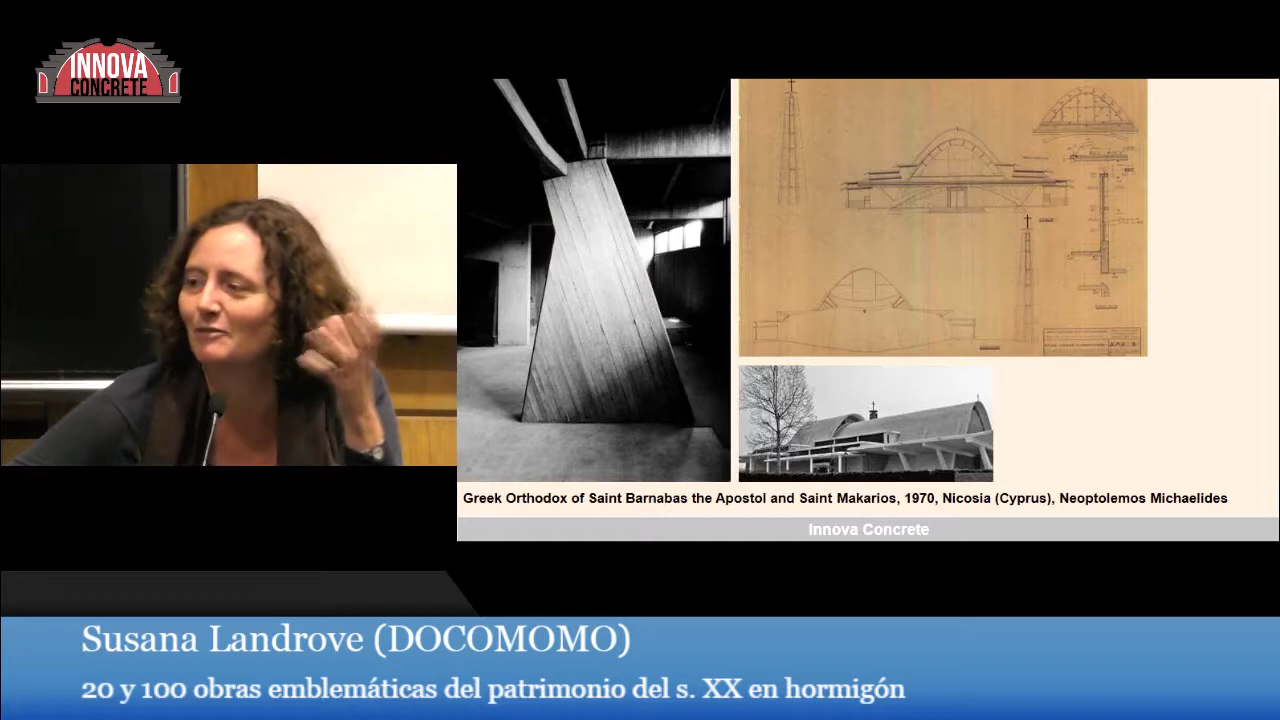 INNOVA
CONCRETE
Greek Orthodox of Saint Barnabas the Apostol and Saint Makarios, 1970, Nicosia (Cyprus), Neoptolemos Michaelides
Innova Concrete
Susana Landrove (DOCOMOMO)
20 y 100 obras emblemáticas del patrimonio del s. XX en hormigón